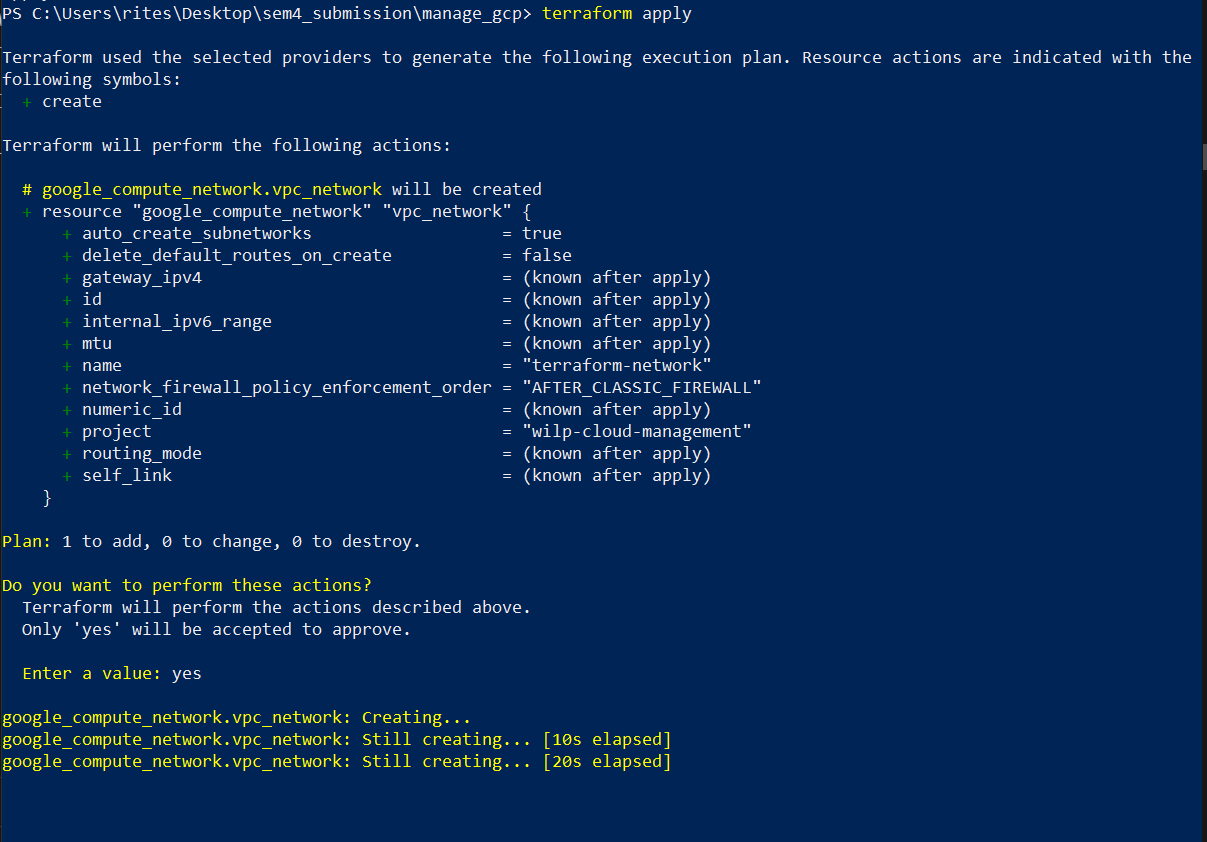 PS C:\Users\rites\Desktop\sem4_submission\manage_gcp> terraform apply
Terraform used the selected providers to generate the following execution plan. Resource actions are indicated with the
following symbols:
  + create
Terraform will perform the following actions:
  # google_compute_network.vpc_network will be created
  + resource "google_compute_network" "vpc_network" {
      + auto_create_subnetworks                   = true
      + delete_default_routes_on_create           = false
      + gateway_ipv4                              = (known after apply)
      + id                                        = (known after apply)
      + internal_ipv6_range                       = (known after apply)
      + mtu                                       = (known after apply)
      + name                                      = "terraform-network"
      + network_firewall_policy_enforcement_order = "AFTER_CLASSIC_FIREWALL"
      + numeric_id                                = (known after apply)
      + project                                   = "wilp-cloud-management"
      + routing_mode                              = (known after apply)
      + self_link                                 = (known after apply)
    }
Plan: 1 to add, 0 to change, 0 to destroy.
Do you want to perform these actions?
  Terraform will perform the actions described above.
  Only 'yes' will be accepted to approve.
  Enter a value: yes
google_compute_network.vpc_network: Creating...
google_compute_network.vpc_network: Still creating... [10s elapsed]
google_compute_network.vpc_network: Still creating... [20s elapsed]